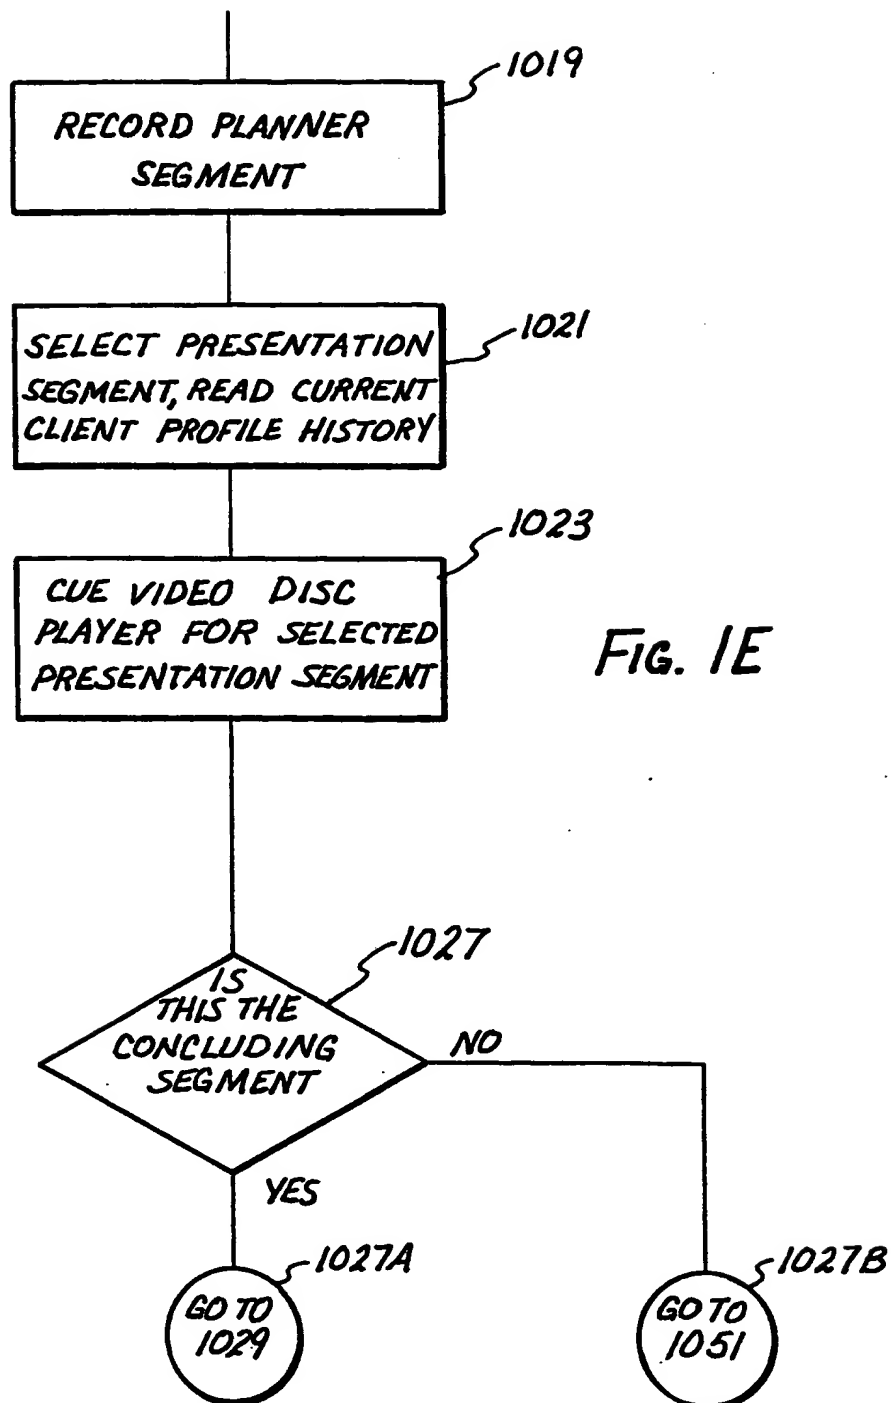 1019
RECORD PLANNER
SEGMENT
1021
SELECT PRESENTATION
SEGMENT, READ CURRENT
CLIENT PROFILE HISTORY
1023
CUE VIDEO DISC
PLAYER FOR SELECTED
PRESENTATION SEGMENT
FIG. 1E
1027
IS
THIS THE
CONCLUDING
SEGMENT
NO
YES
1027A
GO TO
1029
1027B
GO TO
1051